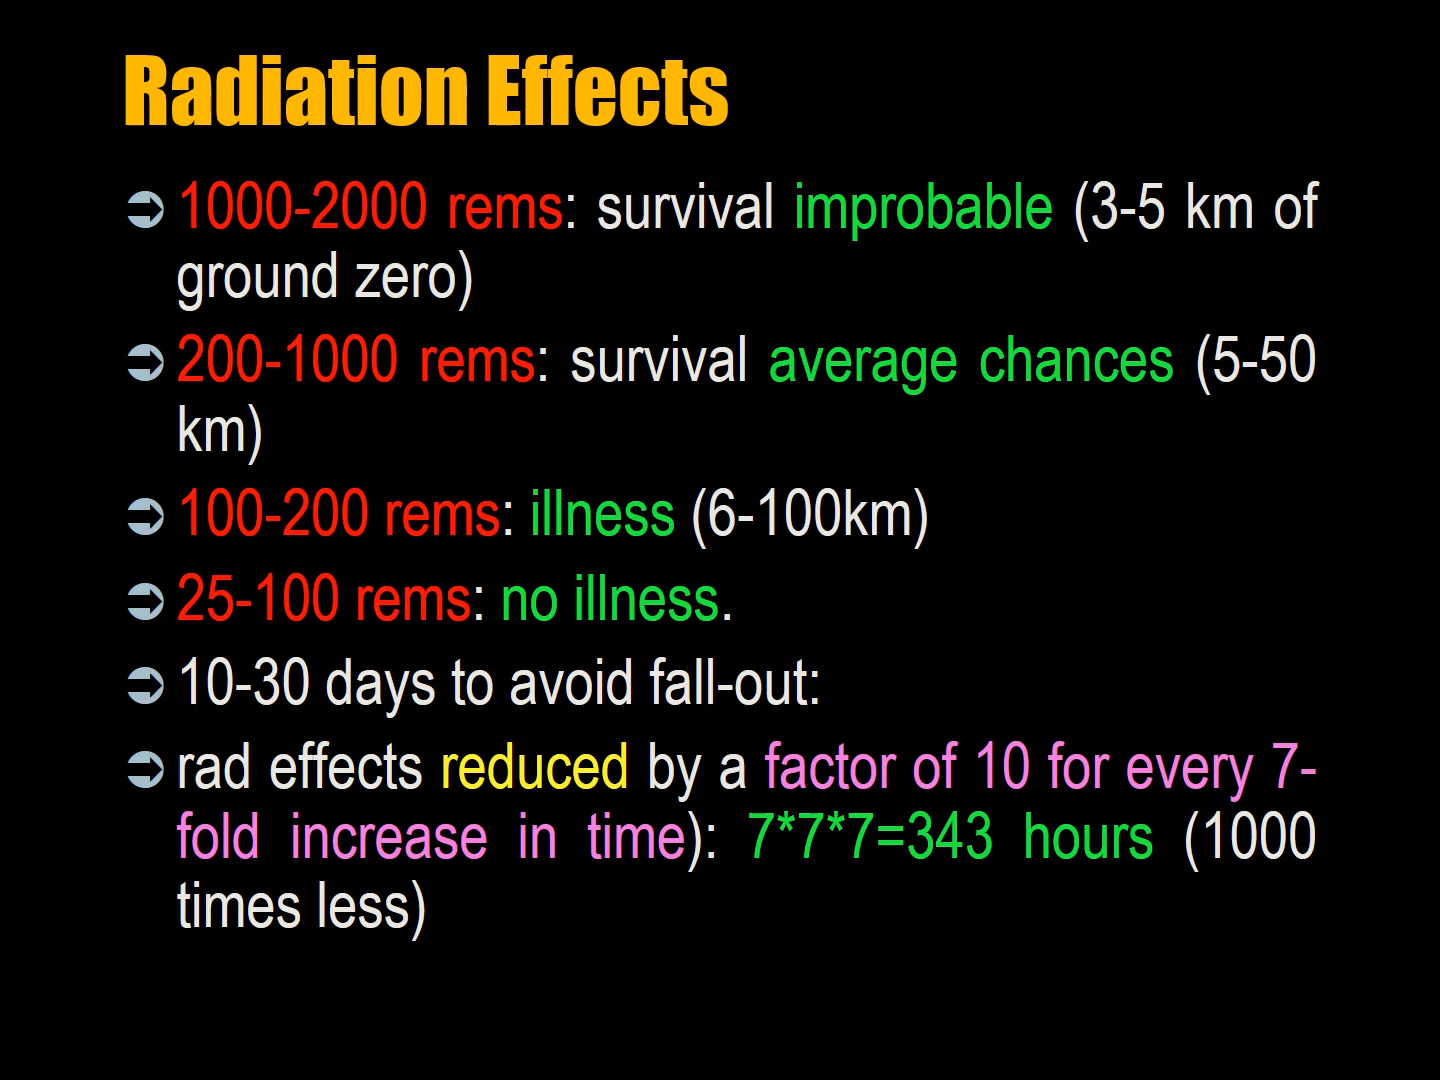 Radiation Effects
➲ 1000-2000 rems: survival improbable (3-5 km of
ground zero)
➲ 200-1000 rems: survival average chances (5-50
km)
➲ 100-200 rems: illness (6-100km)
➲ 25-100 rems: no illness.
➲ 10-30 days to avoid fall-out:
➲ rad effects reduced by a factor of 10 for every 7-
fold increase in time): 7*7*7=343 hours (1000
times less)